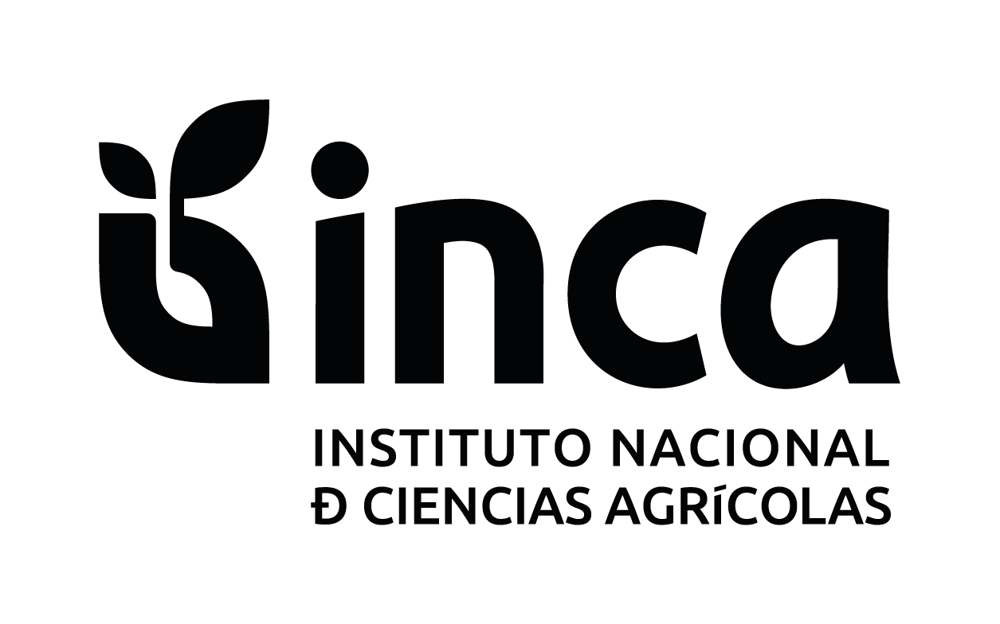 inca
INSTITUTO NACIONAL
Đ CIENCIAS AGRÍCOLAS